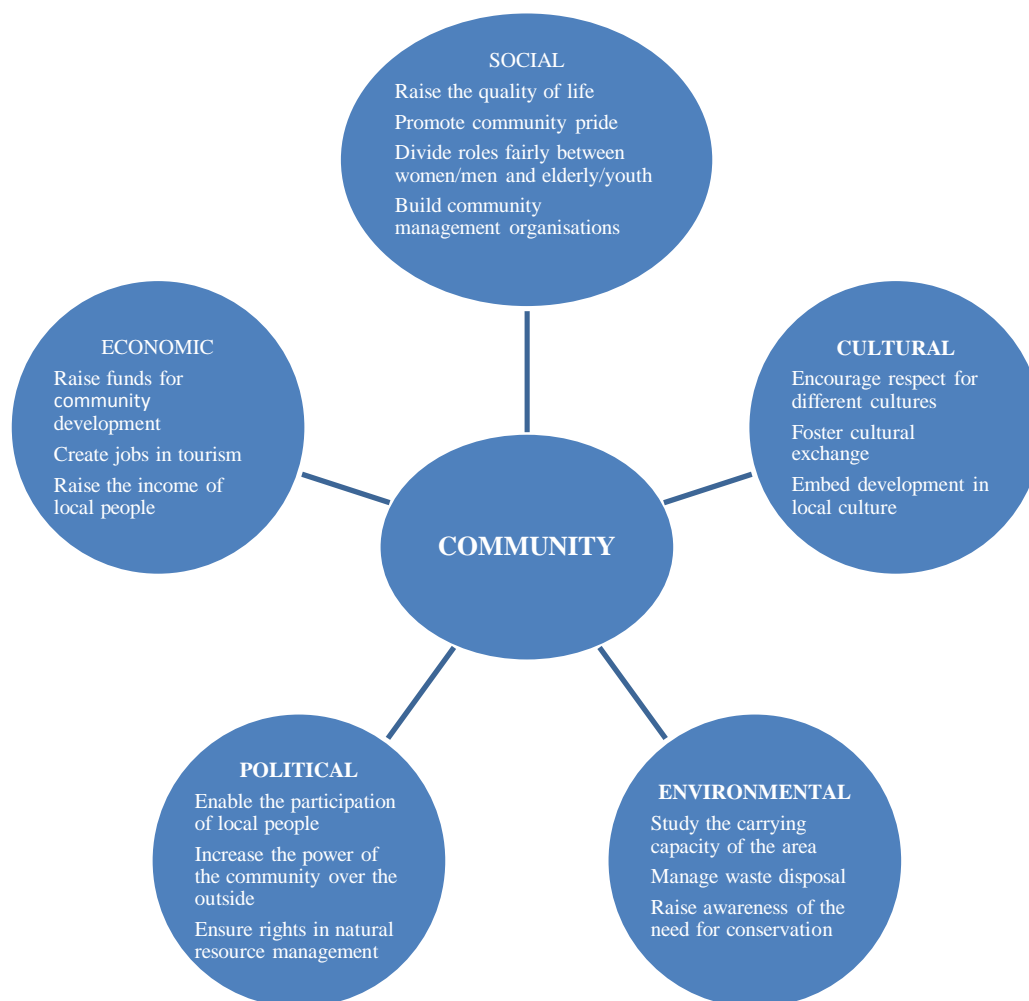 SOCIAL
Raise the quality of life
Promote community pride
Divide roles fairly between
women/men and elderly/youth
Build community
management organisations
ECONOMIC
Raise funds for
community
development
Create jobs in tourism
Raise the income of
local people
CULTURAL
Encourage respect for
different cultures
Foster cultural
exchange
Embed development in
local culture
COMMUNITY
POLITICAL
Enable the participation
of local people
Increase the power of
the community over the
outside
Ensure rights in natural
resource management
ENVIRONMENTAL
Study the carrying
capacity of the area
Manage waste disposal
Raise awareness of the
need for conservation